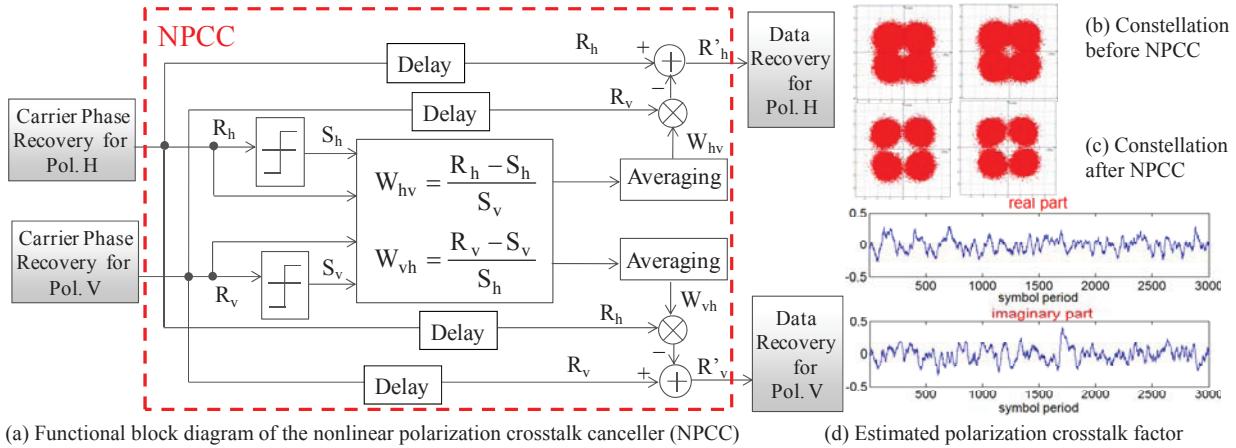 NPCC
Carrier Phase
Recovery for
Pol. H
Carrier Phase
Recovery for
Pol. V
Delay
R_h
+
−
R'_h
Delay
R_v
W_hv
R_h
S_h
W_hv = (R_h − S_h) / S_v
W_vh = (R_v − S_v) / S_h
Averaging
Averaging
R_v
S_v
W_vh
Delay
R_h
−
Delay
R_v
+
R'_v
Data
Recovery
for
Pol. H
Data
Recovery
for
Pol. V
(a) Functional block diagram of the nonlinear polarization crosstalk canceller (NPCC)
(b) Constellation
before NPCC
(c) Constellation
after NPCC
real part
0.5
0
-0.5
500 1000 1500 2000 2500 3000
symbol period
imaginary part
0.5
0
-0.5
500 1000 1500 2000 2500 3000
symbol period
(d) Estimated polarization crosstalk factor